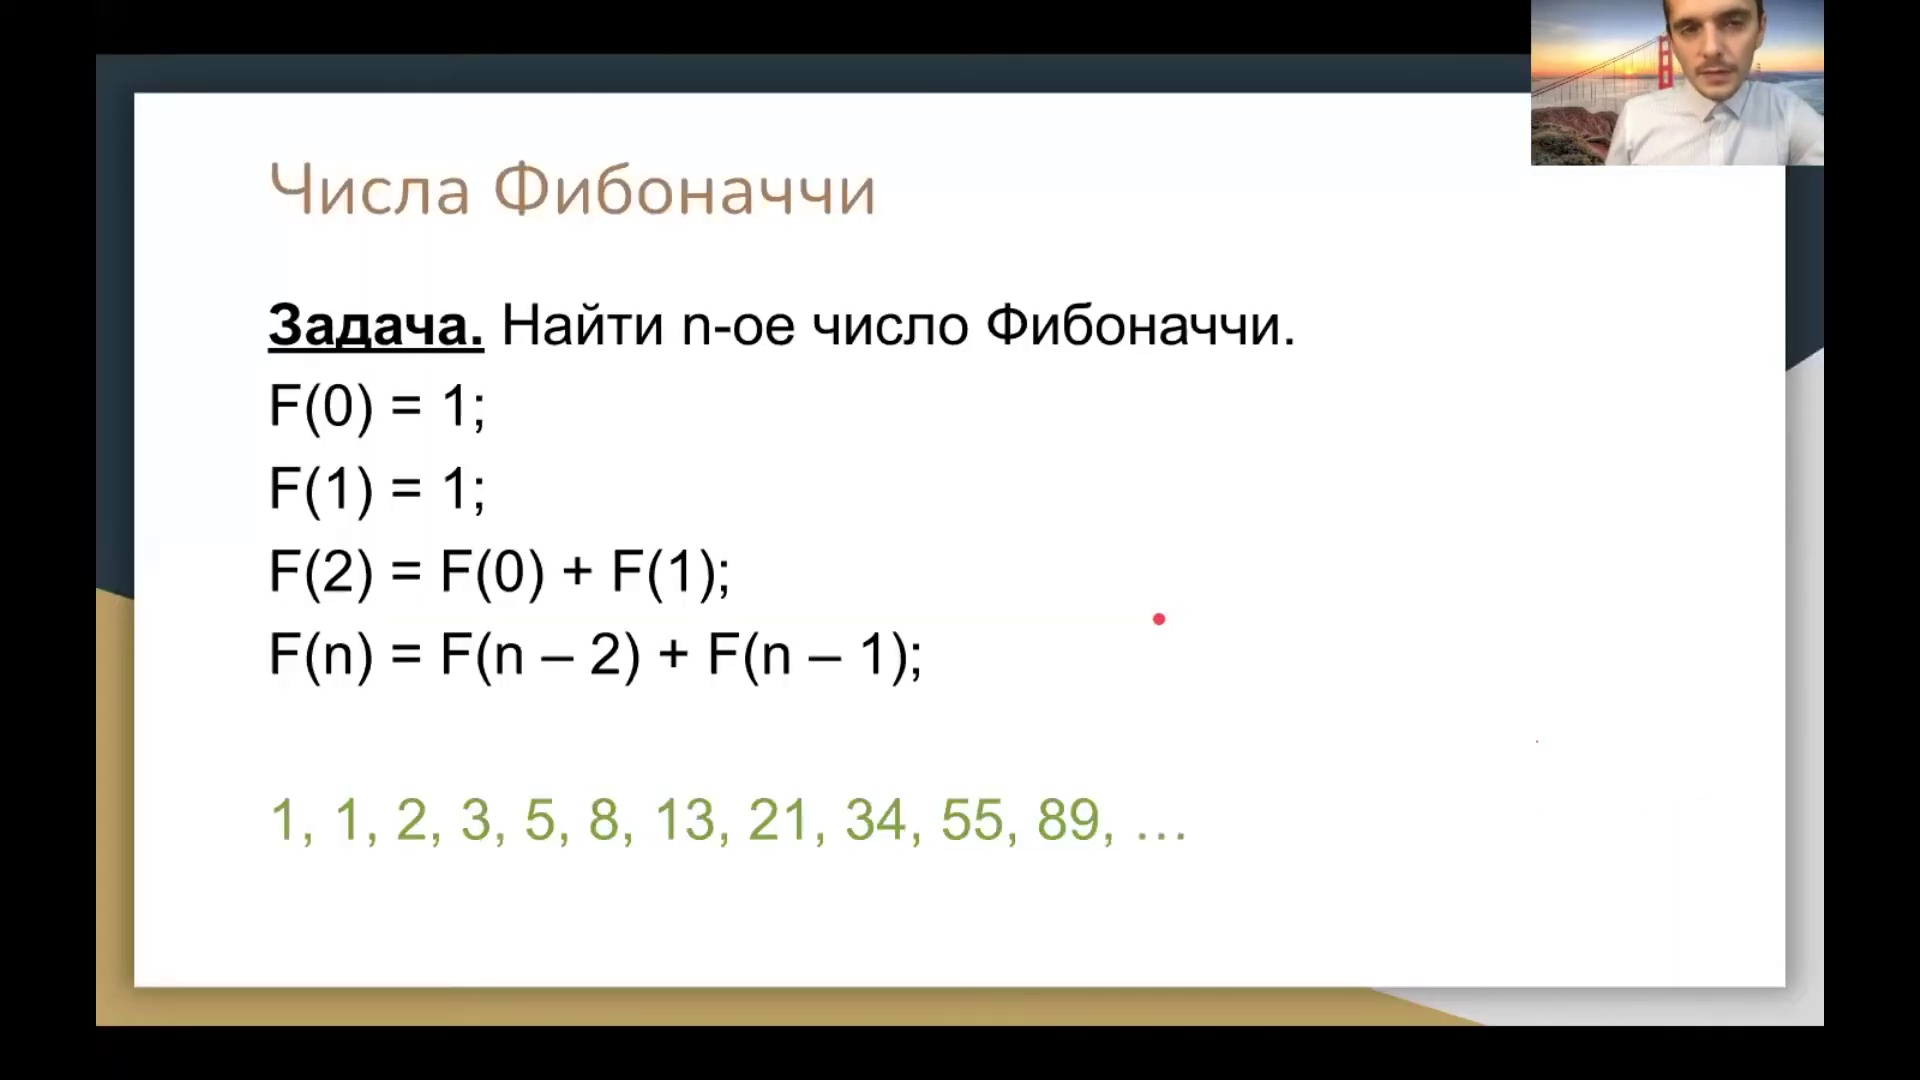 Числа Фибоначчи
Задача. Найти n-ое число Фибоначчи.
F(0) = 1;
F(1) = 1;
F(2) = F(0) + F(1);
F(n) = F(n – 2) + F(n – 1);
1, 1, 2, 3, 5, 8, 13, 21, 34, 55, 89, …